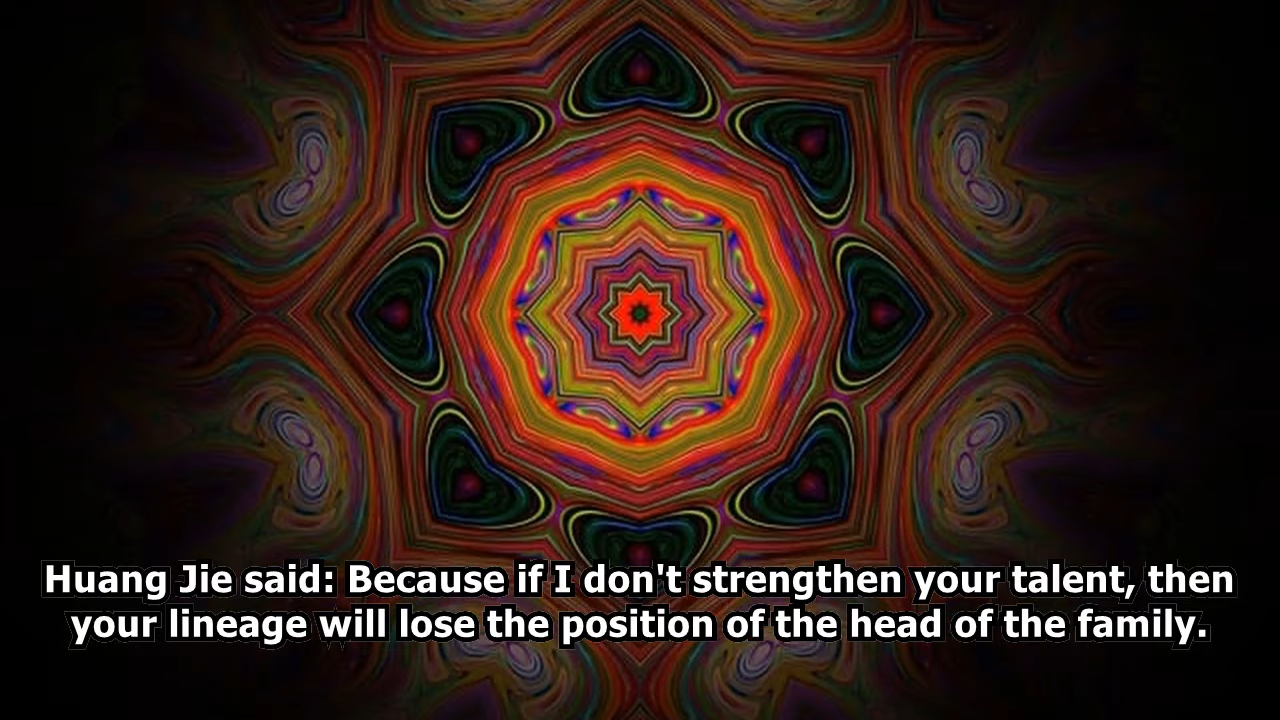 Huang Jie said: Because if I don't strengthen your talent, then
your lineage will lose the position of the head of the family.